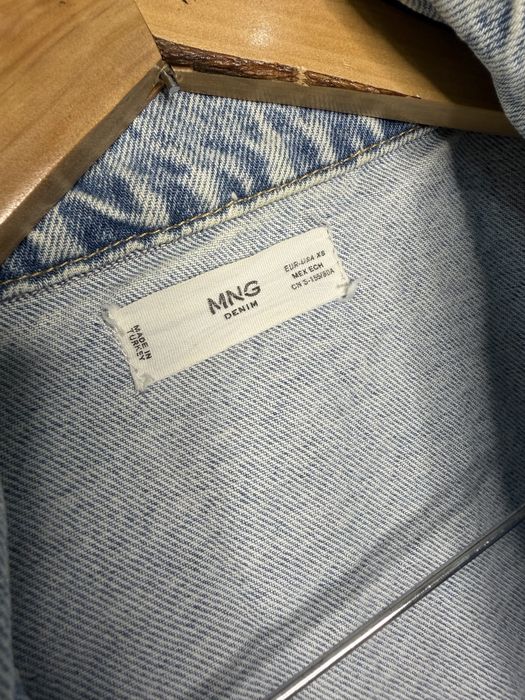 MNG
DENIM
MADE IN
TURKEY
EUR-USA XS
MEX ECH
CN S-155/80A